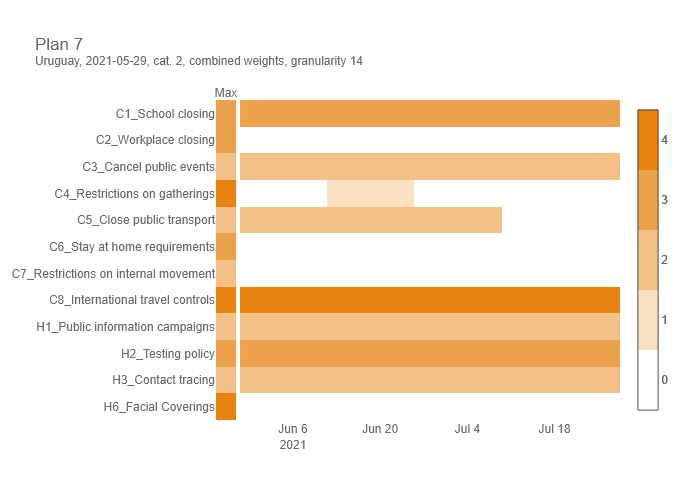 Plan 7
Uruguay, 2021-05-29, cat. 2, combined weights, granularity 14
Max
C1_School closing
C2_Workplace closing
C3_Cancel public events
C4_Restrictions on gatherings
C5_Close public transport
C6_Stay at home requirements
C7_Restrictions on internal movement
C8_International travel controls
H1_Public information campaigns
H2_Testing policy
H3_Contact tracing
H6_Facial Coverings
Jun 6
2021
Jun 20
Jul 4
Jul 18
4
3
2
1
0